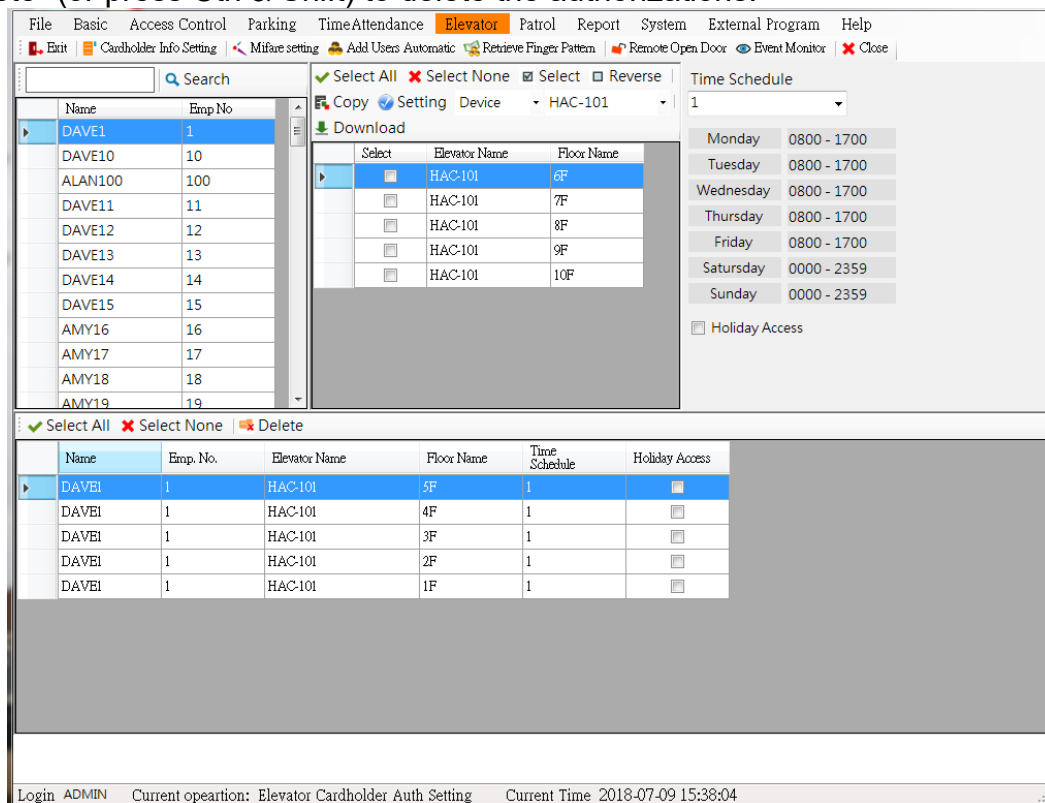 (or press Ctrl & Shift) to delete the authorizations.
File Basic Access Control Parking TimeAttendance Elevator Patrol Report System External Program Help
Exit Cardholder Info Setting Mifare setting Add Users Automatic Retrieve Finger Pattern Remote Open Door Event Monitor Close
Search
Name Emp No
DAVE1 1
DAVE10 10
ALAN100 100
DAVE11 11
DAVE12 12
DAVE13 13
DAVE14 14
DAVE15 15
AMY16 16
AMY17 17
AMY18 18
AMY19 19
Select All Select None Select Reverse
Copy Setting Device HAC-101
Download
Select Elevator Name Floor Name
HAC-101 6F
HAC-101 7F
HAC-101 8F
HAC-101 9F
HAC-101 10F
Time Schedule
1
Monday 0800 - 1700
Tuesday 0800 - 1700
Wednesday 0800 - 1700
Thursday 0800 - 1700
Friday 0800 - 1700
Satursday 0000 - 2359
Sunday 0000 - 2359
Holiday Access
Select All Select None Delete
Name Emp. No. Elevator Name Floor Name Time Schedule Holiday Access
DAVE1 1 HAC-101 5F 1
DAVE1 1 HAC-101 4F 1
DAVE1 1 HAC-101 3F 1
DAVE1 1 HAC-101 2F 1
DAVE1 1 HAC-101 1F 1
Login ADMIN Current opeartion: Elevator Cardholder Auth Setting Current Time 2018-07-09 15:38:04